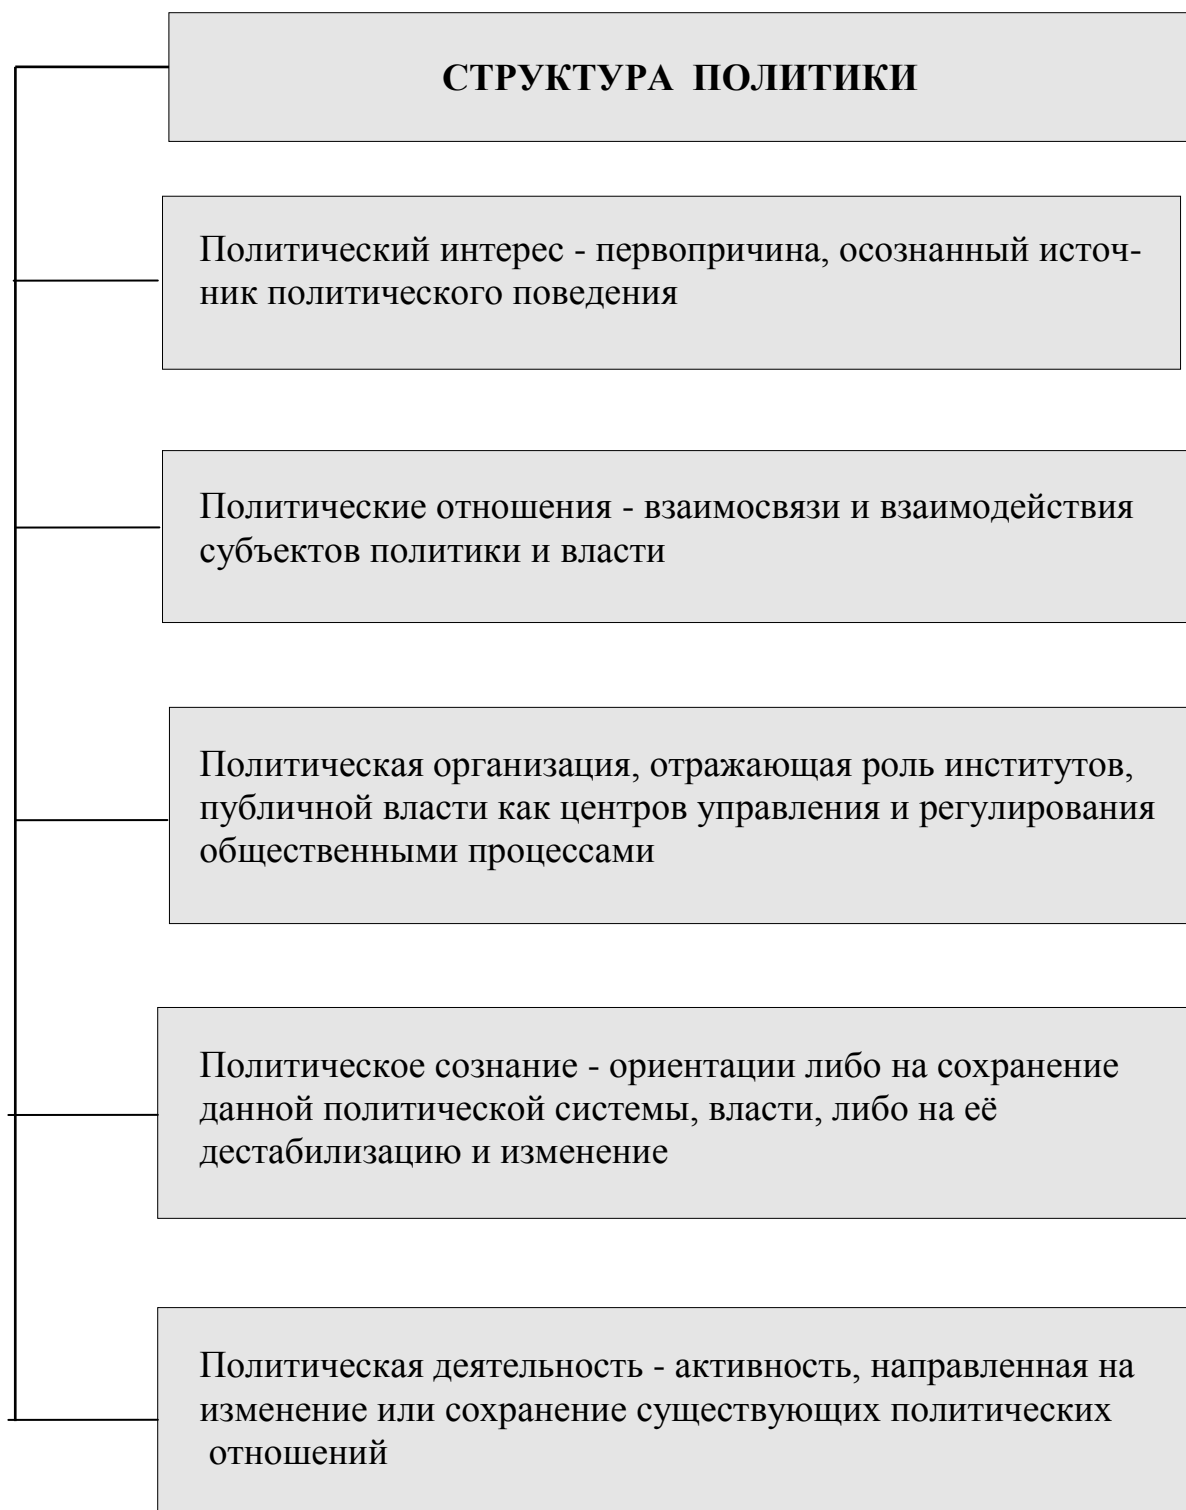 СТРУКТУРА ПОЛИТИКИ
Политический интерес - первопричина, осознанный источ-
ник политического поведения
Политические отношения - взаимосвязи и взаимодействия
субъектов политики и власти
Политическая организация, отражающая роль институтов,
публичной власти как центров управления и регулирования
общественными процессами
Политическое сознание - ориентации либо на сохранение
данной политической системы, власти, либо на её
дестабилизацию и изменение
Политическая деятельность - активность, направленная на
изменение или сохранение существующих политических
отношений